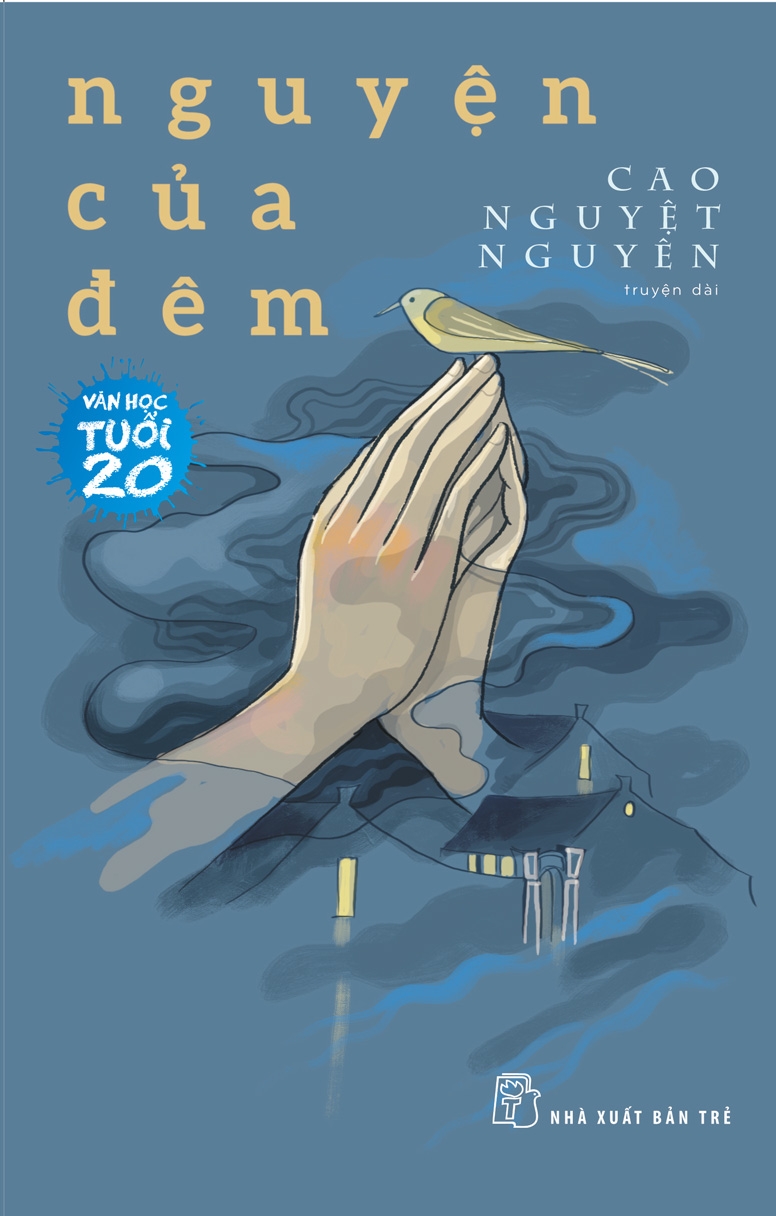 nguyện
của
đêm
CAO
NGUYỆT
NGUYÊN
truyện dài
VĂN HỌC
TUỔI
20
T
NHÀ XUẤT BẢN TRẺ